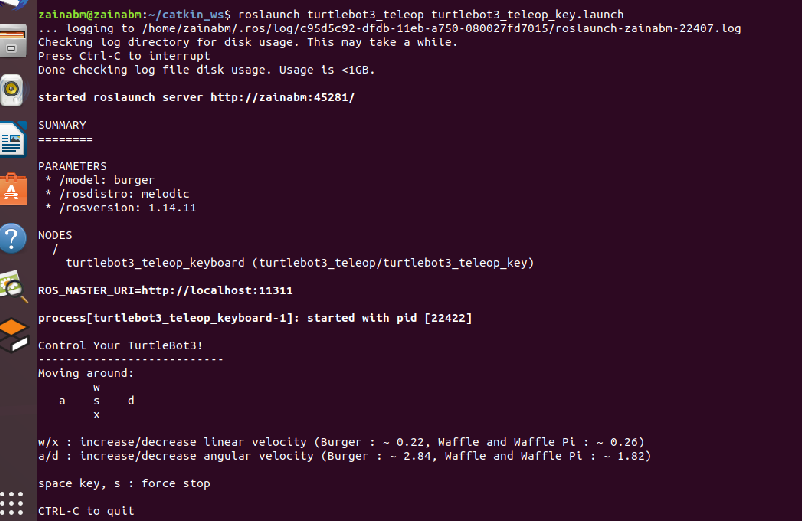 zainabm@zainabm:~/catkin_ws$ roslaunch turtlebot3_teleop turtlebot3_teleop_key.launch
... logging to /home/zainabm/.ros/log/c95d5c92-dfdb-11eb-a750-080027fd7015/roslaunch-zainabm-22407.log
Checking log directory for disk usage. This may take a while.
Press Ctrl-C to interrupt
Done checking log file disk usage. Usage is <1GB.
started roslaunch server http://zainabm:45281/
SUMMARY
========
PARAMETERS
* /model: burger
* /rosdistro: melodic
* /rosversion: 1.14.11
NODES
/
turtlebot3_teleop_keyboard (turtlebot3_teleop/turtlebot3_teleop_key)
ROS_MASTER_URI=http://localhost:11311
process[turtlebot3_teleop_keyboard-1]: started with pid [22422]
Control Your TurtleBot3!
---------------------------
Moving around:
w
a s d
x
w/x : increase/decrease linear velocity (Burger : ~ 0.22, Waffle and Waffle Pi : ~ 0.26)
a/d : increase/decrease angular velocity (Burger : ~ 2.84, Waffle and Waffle Pi : ~ 1.82)
space key, s : force stop
CTRL-C to quit